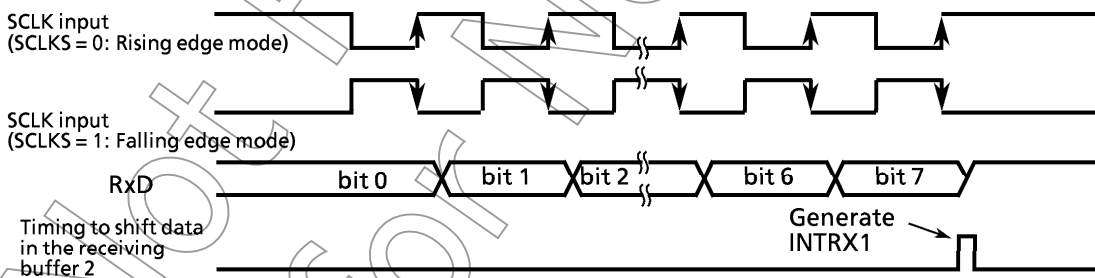 SCLK input
(SCLKS = 0: Rising edge mode)
SCLK input
(SCLKS = 1: Falling edge mode)
RxD
bit 0
bit 1
bit 2
bit 6
bit 7
Timing to shift data
in the receiving
buffer 2
Generate
INTRX1